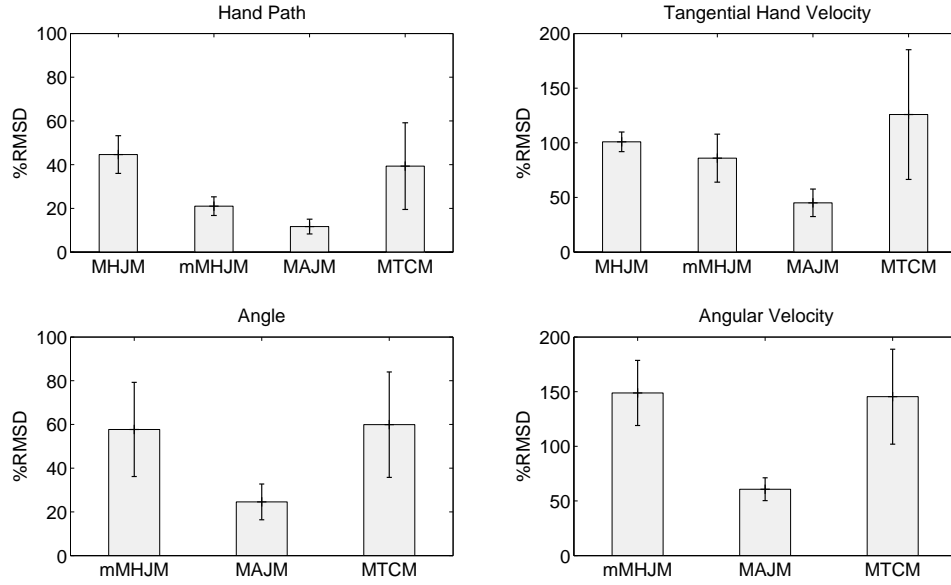 Hand Path
100
80
60
40
20
0
%RMSD
MHJM mMHJM MAJM MTCM
Tangential Hand Velocity
200
150
100
50
0
%RMSD
MHJM mMHJM MAJM MTCM
Angle
100
80
60
40
20
0
%RMSD
mMHJM MAJM MTCM
Angular Velocity
200
150
100
50
0
%RMSD
mMHJM MAJM MTCM